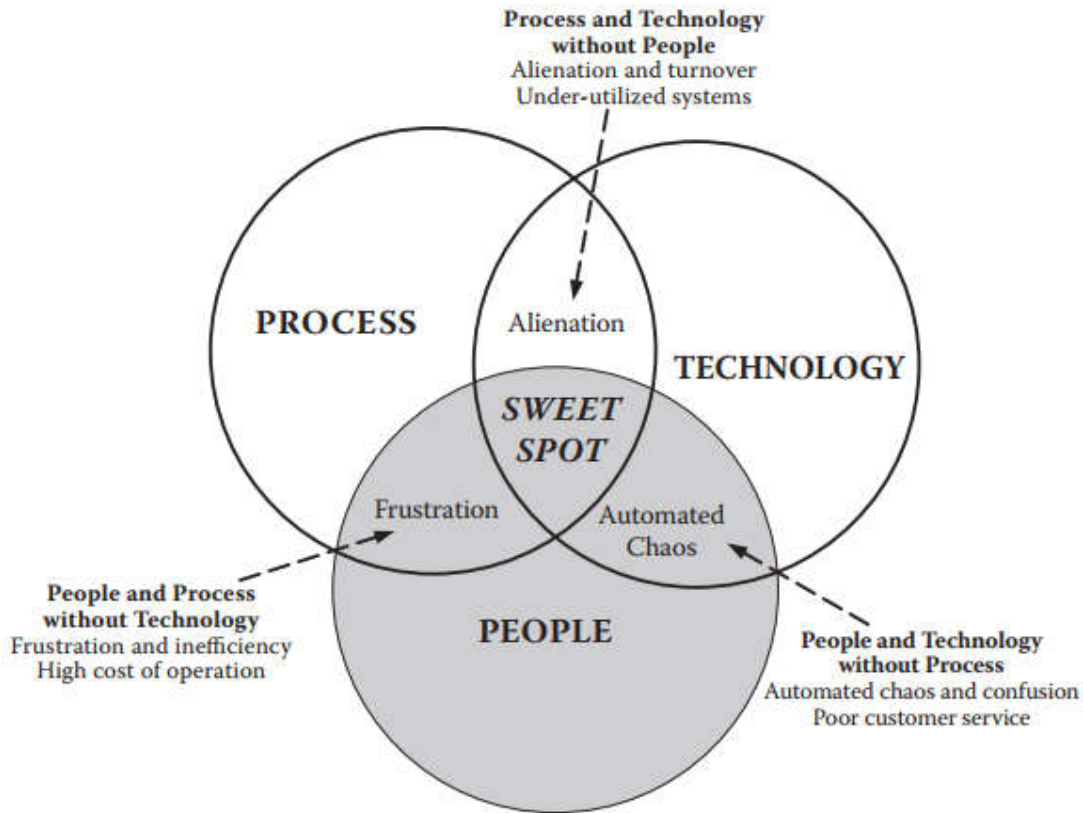 Process and Technology
without People
Alienation and turnover
Under-utilized systems
PROCESS
Alienation
TECHNOLOGY
SWEET
SPOT
Frustration
Automated
Chaos
People and Process
without Technology
Frustration and inefficiency
High cost of operation
PEOPLE
People and Technology
without Process
Automated chaos and confusion
Poor customer service